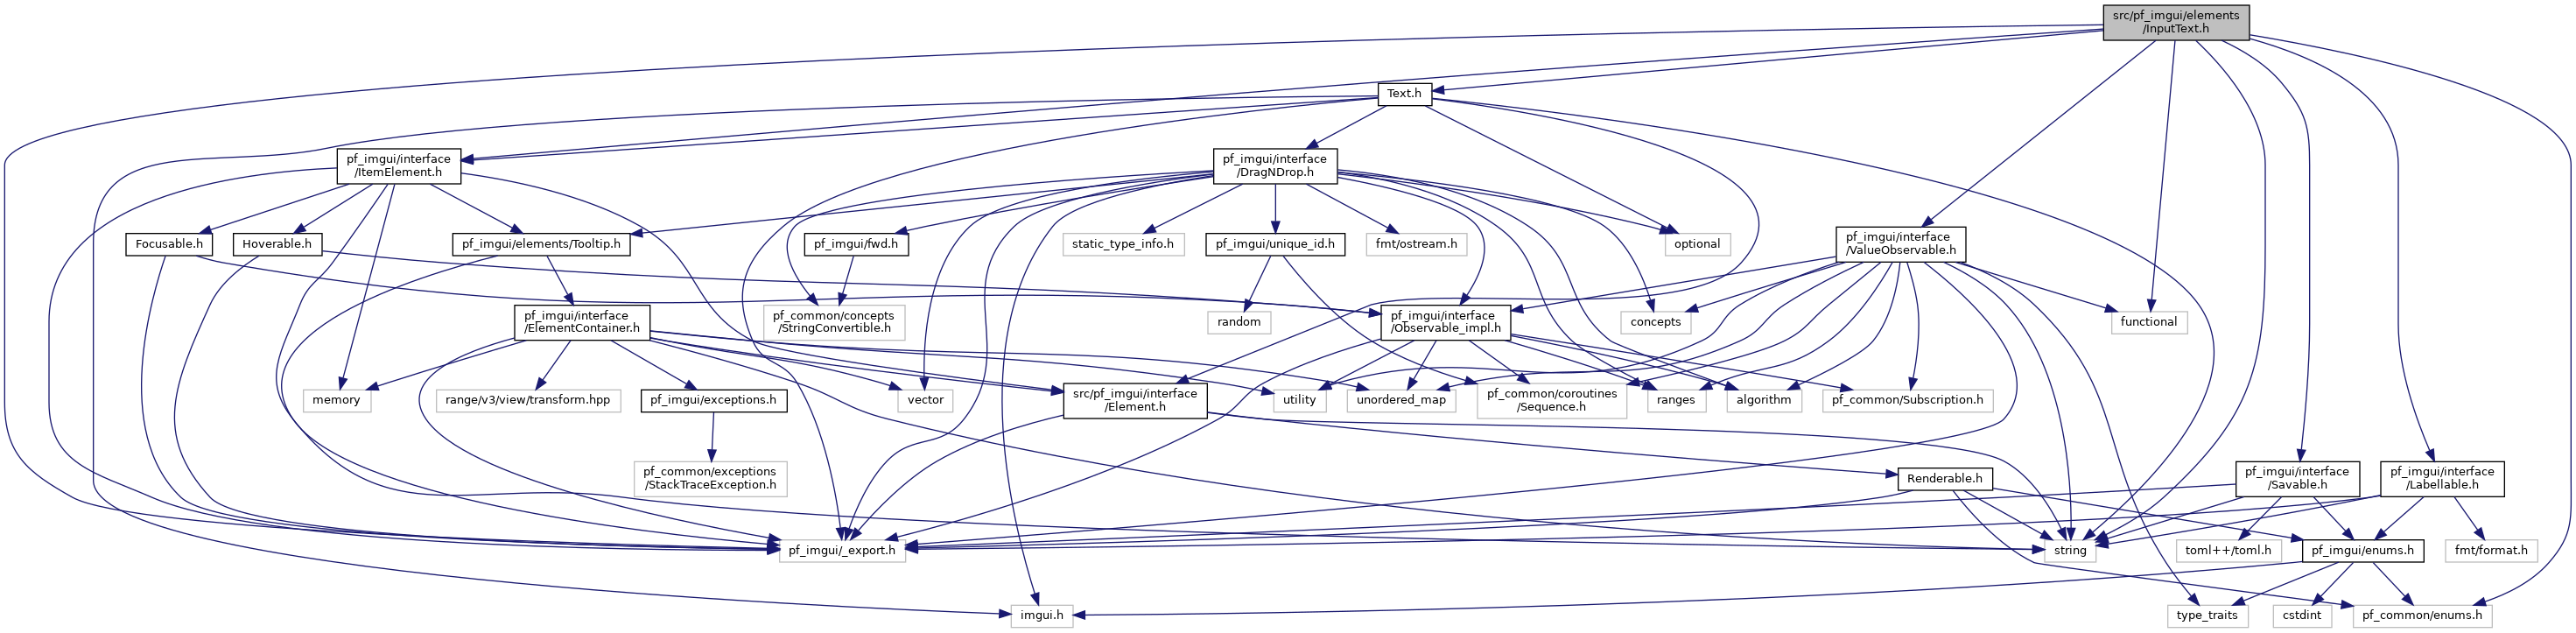 src/pf_imgui/elements
/InputText.h
Text.h
pf_imgui/interface
/ItemElement.h
pf_imgui/interface
/DragNDrop.h
Focusable.h
Hoverable.h
pf_imgui/elements/Tooltip.h
pf_imgui/fwd.h
static_type_info.h
pf_imgui/unique_id.h
fmt/ostream.h
optional
pf_imgui/interface
/ValueObservable.h
pf_imgui/interface
/ElementContainer.h
pf_common/concepts
/StringConvertible.h
random
pf_imgui/interface
/Observable_impl.h
concepts
functional
memory
range/v3/view/transform.hpp
pf_imgui/exceptions.h
vector
src/pf_imgui/interface
/Element.h
utility
unordered_map
pf_common/coroutines
/Sequence.h
ranges
algorithm
pf_common/Subscription.h
pf_common/exceptions
/StackTraceException.h
Renderable.h
pf_imgui/interface
/Savable.h
pf_imgui/interface
/Labellable.h
pf_imgui/_export.h
string
toml++/toml.h
pf_imgui/enums.h
fmt/format.h
imgui.h
type_traits
cstdint
pf_common/enums.h